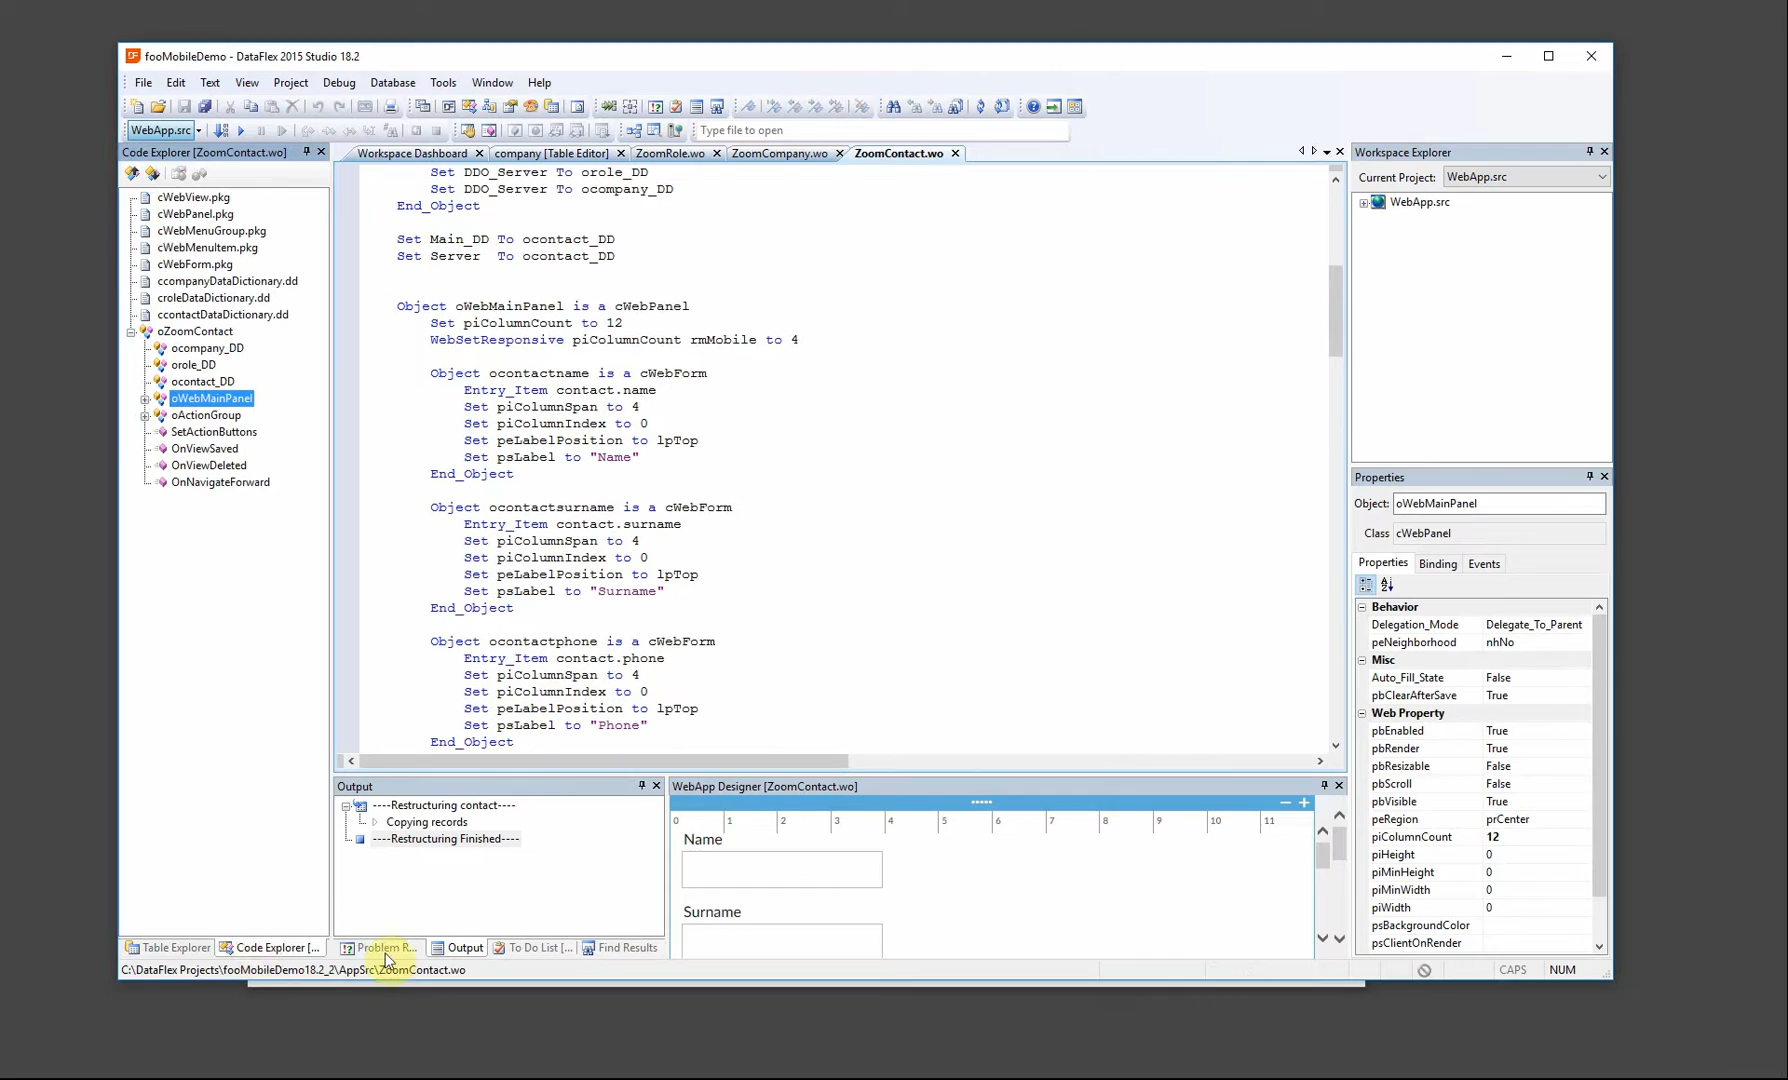 fooMobileDemo - DataFlex 2015 Studio 18.2
File Edit Text View Project Debug Database Tools Window Help
WebApp.src
Type file to open
Code Explorer [ZoomContact.wo]
cWebView.pkg
cWebPanel.pkg
cWebMenuGroup.pkg
cWebMenuItem.pkg
cWebForm.pkg
ccompanyDataDictionary.dd
croleDataDictionary.dd
ccontactDataDictionary.dd
oZoomContact
ocompany_DD
orole_DD
ocontact_DD
oWebMainPanel
oActionGroup
SetActionButtons
OnViewSaved
OnViewDeleted
OnNavigateForward
Table Explorer
Code Explorer [...
Workspace Dashboard
company [Table Editor]
ZoomRole.wo
ZoomCompany.wo
ZoomContact.wo
Set DDO_Server To orole_DD
Set DDO_Server To ocompany_DD
End_Object
Set Main_DD To ocontact_DD
Set Server To ocontact_DD
Object oWebMainPanel is a cWebPanel
Set piColumnCount to 12
WebSetResponsive piColumnCount rmMobile to 4
Object ocontactname is a cWebForm
Entry_Item contact.name
Set piColumnSpan to 4
Set piColumnIndex to 0
Set peLabelPosition to lpTop
Set psLabel to "Name"
End_Object
Object ocontactsurname is a cWebForm
Entry_Item contact.surname
Set piColumnSpan to 4
Set piColumnIndex to 0
Set peLabelPosition to lpTop
Set psLabel to "Surname"
End_Object
Object ocontactphone is a cWebForm
Entry_Item contact.phone
Set piColumnSpan to 4
Set piColumnIndex to 0
Set peLabelPosition to lpTop
Set psLabel to "Phone"
End_Object
Output
----Restructuring contact----
Copying records
----Restructuring Finished----
Problem R...
Output
To Do List [...
Find Results
WebApp Designer [ZoomContact.wo]
0 1 2 3 4 5 6 7 8 9 10 11
Name
Surname
Workspace Explorer
Current Project: WebApp.src
WebApp.src
Properties
Object: oWebMainPanel
Class cWebPanel
Properties Binding Events
Behavior
Delegation_Mode Delegate_To_Parent
peNeighborhood nhNo
Misc
Auto_Fill_State False
pbClearAfterSave True
Web Property
pbEnabled True
pbRender True
pbResizable False
pbScroll False
pbVisible True
peRegion prCenter
piColumnCount 12
piHeight 0
piMinHeight 0
piMinWidth 0
piWidth 0
psBackgroundColor
psClientOnRender
C:\DataFlex Projects\fooMobileDemo18.2_2\AppSrc\ZoomContact.wo
CAPS NUM